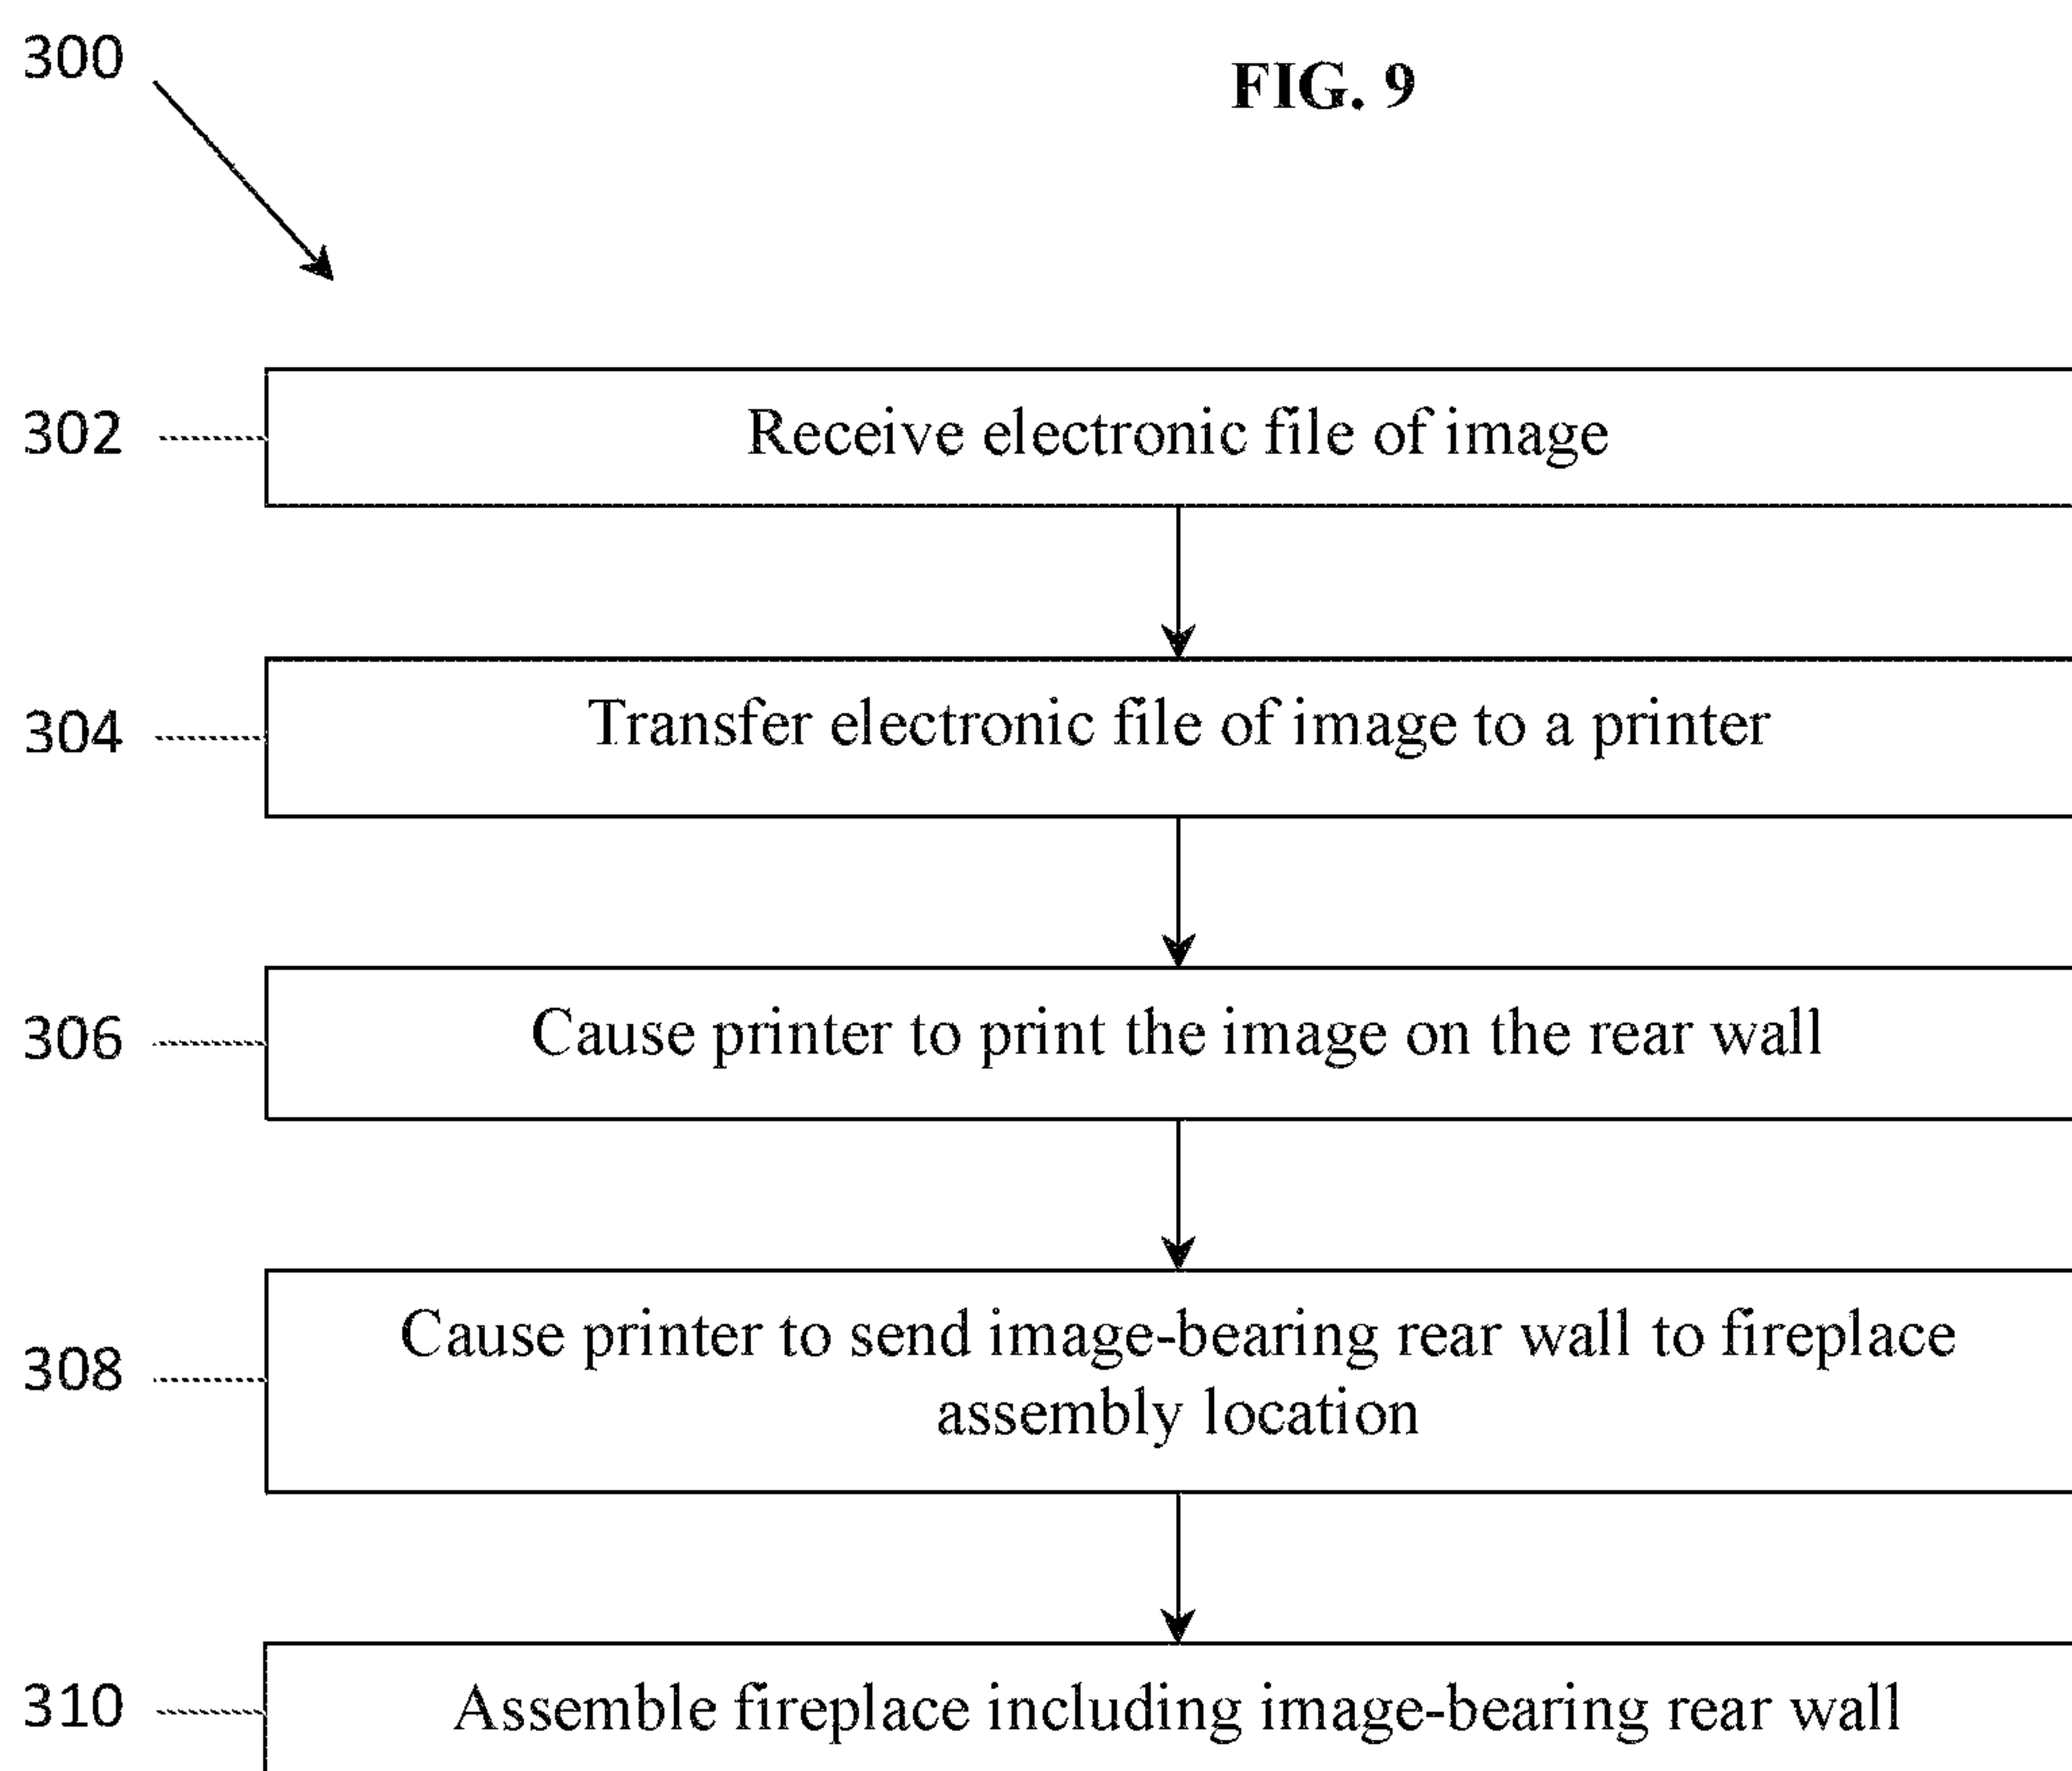 300
FIG. 9
302
Receive electronic file of image
304
Transfer electronic file of image to a printer
306
Cause printer to print the image on the rear wall
308
Cause printer to send image-bearing rear wall to fireplace
assembly location
310
Assemble fireplace including image-bearing rear wall